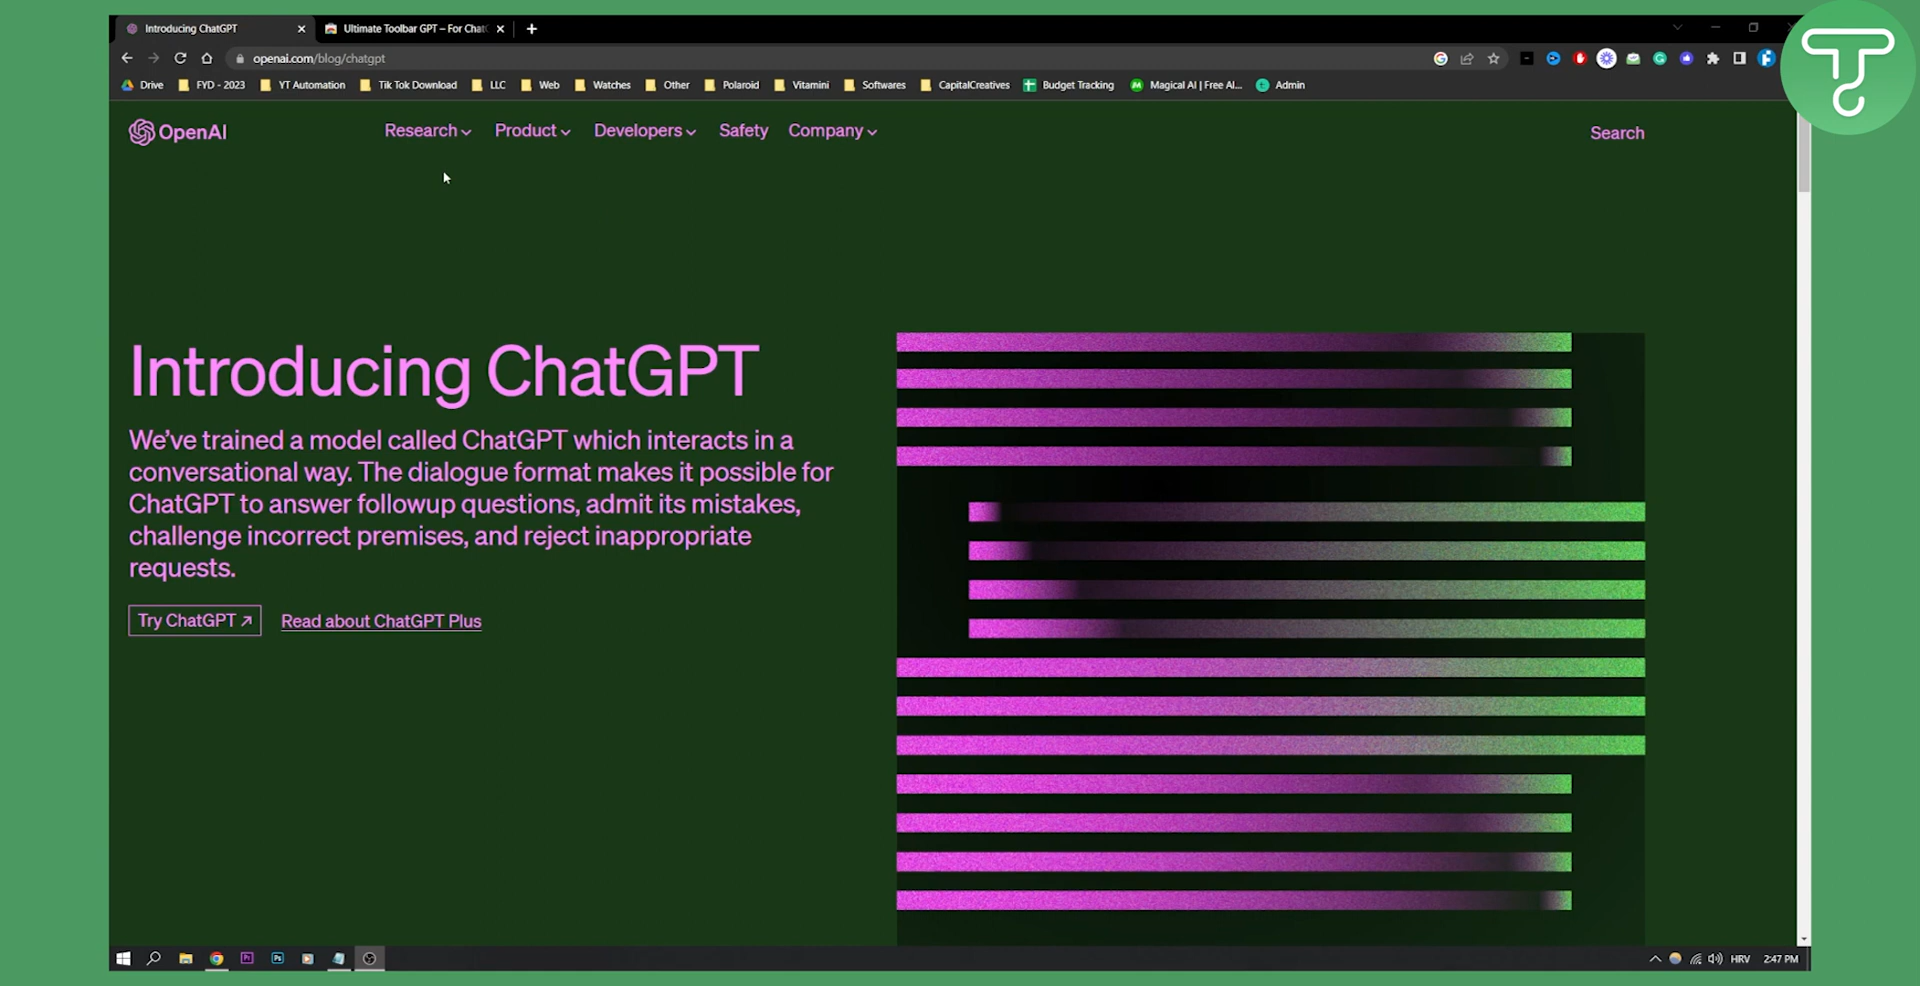 Introducing ChatGPT
Ultimate Toolbar GPT – For Chat
openai.com/blog/chatgpt
Drive FYD - 2023 YT Automation Tik Tok Download LLC Web Watches Other Polaroid Vitamini Softwares CapitalCreatives Budget Tracking Magical AI | Free AI... Admin
OpenAI Research Product Developers Safety Company Search
Introducing ChatGPT
We’ve trained a model called ChatGPT which interacts in a
conversational way. The dialogue format makes it possible for
ChatGPT to answer followup questions, admit its mistakes,
challenge incorrect premises, and reject inappropriate
requests.
Try ChatGPT ↗ Read about ChatGPT Plus
Pr Ps
HRV 2:47 PM